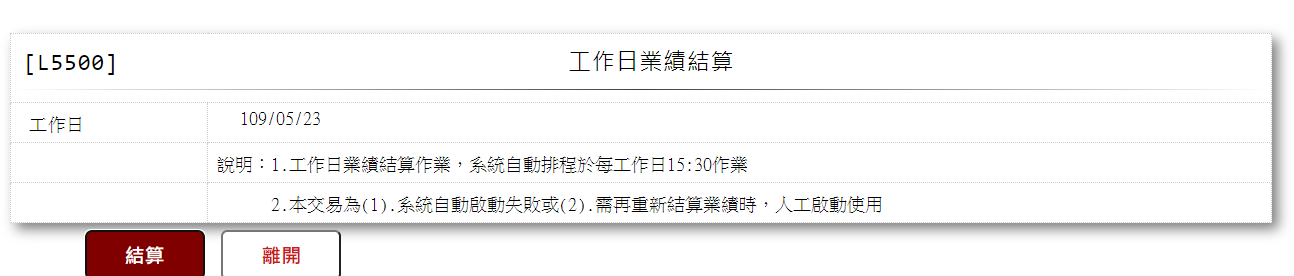 [L5500] 工作日業績結算
工作日 109/05/23
說明：1.工作日業績結算作業，系統自動排程於每工作日15:30作業
2.本交易為(1).系統自動啟動失敗或(2).需再重新結算業績時，人工啟動使用
結算 離開